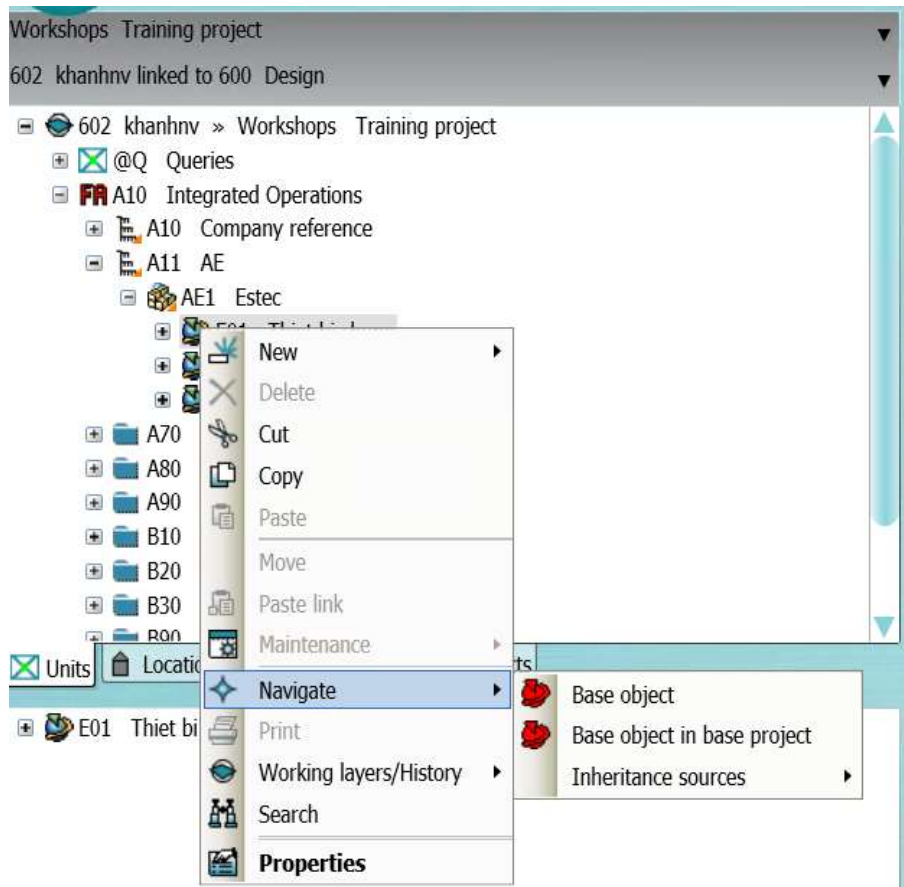 Workshops Training project
602 khanhnv linked to 600 Design
602 khanhnv » Workshops Training project
@Q Queries
FA A10 Integrated Operations
A10 Company reference
A11 AE
AE1 Estec
New
Delete
A70
Cut
A80
Copy
A90
Paste
B10
B20
Move
B30
Paste link
B90
Maintenance
Units
Navigate
Base object
E01 Thiet bi
Print
Base object in base project
Working layers/History
Inheritance sources
Search
Properties